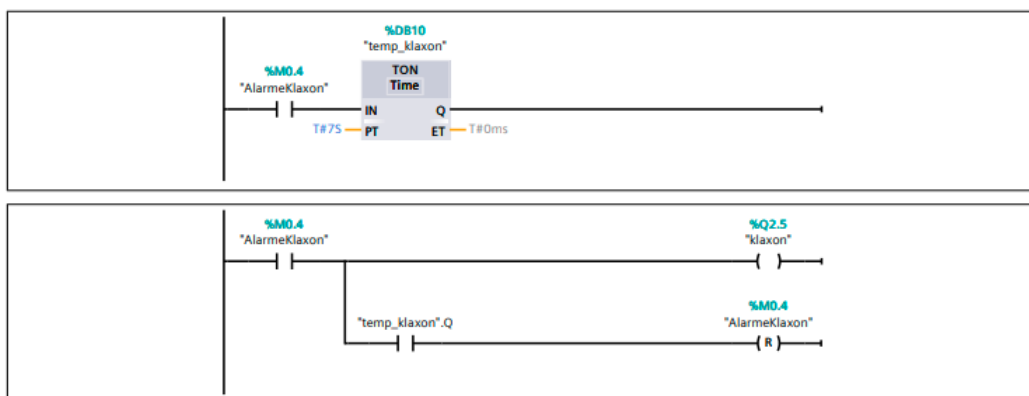 %DB10
"temp_klaxon"
%M0.4
"AlarmeKlaxon"
TON
Time
IN Q
T#7S PT ET T#0ms
%M0.4
"AlarmeKlaxon"
%Q2.5
"klaxon"
"temp_klaxon".Q
%M0.4
"AlarmeKlaxon"
R